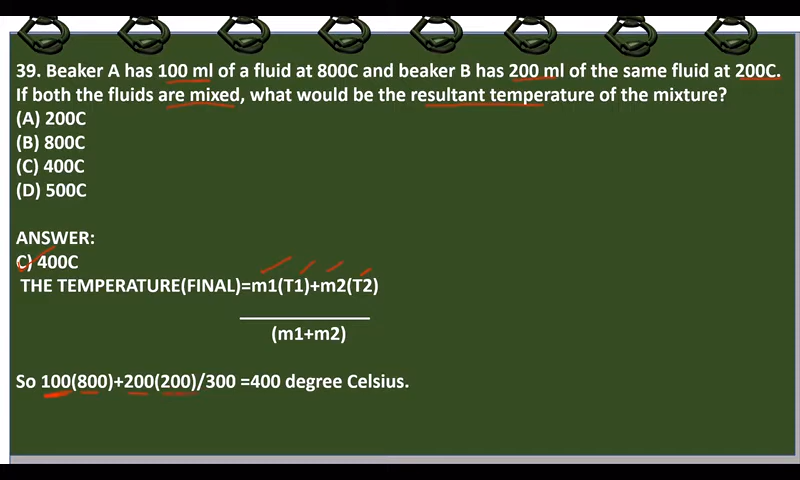 39. Beaker A has 100 ml of a fluid at 800C and beaker B has 200 ml of the same fluid at 200C.
If both the fluids are mixed, what would be the resultant temperature of the mixture?
(A) 200C
(B) 800C
(C) 400C
(D) 500C
ANSWER:
C) 400C
THE TEMPERATURE(FINAL)=m1(T1)+m2(T2)
(m1+m2)
So 100(800)+200(200)/300 =400 degree Celsius.